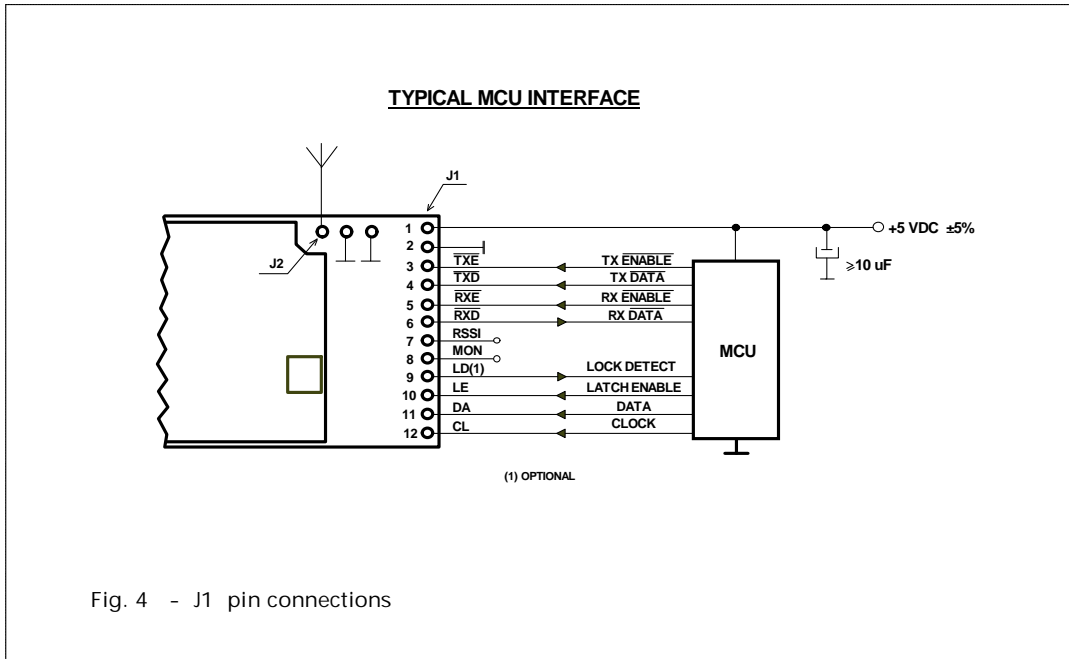 TYPICAL MCU INTERFACE
J1
J2
1 +5 VDC ±5%
2
3 TXE TX ENABLE
≥10 uF
4 TXD TX DATA
5 RXE RX ENABLE
6 RXD RX DATA
7 RSSI
8 MON
MCU
9 LD(1) LOCK DETECT
10 LE LATCH ENABLE
11 DA DATA
12 CL CLOCK
(1) OPTIONAL
Fig. 4 - J1 pin connections